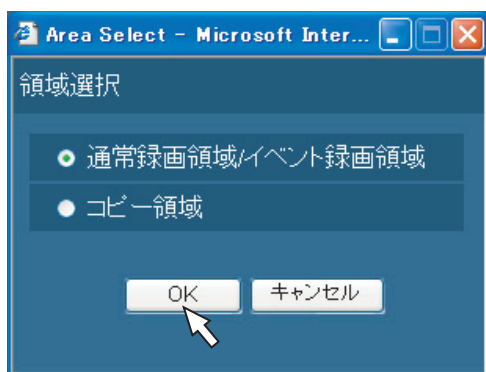 Area Select - Microsoft Inter...
領域選択
通常録画領域/イベント録画領域
コピー領域
OK キャンセル